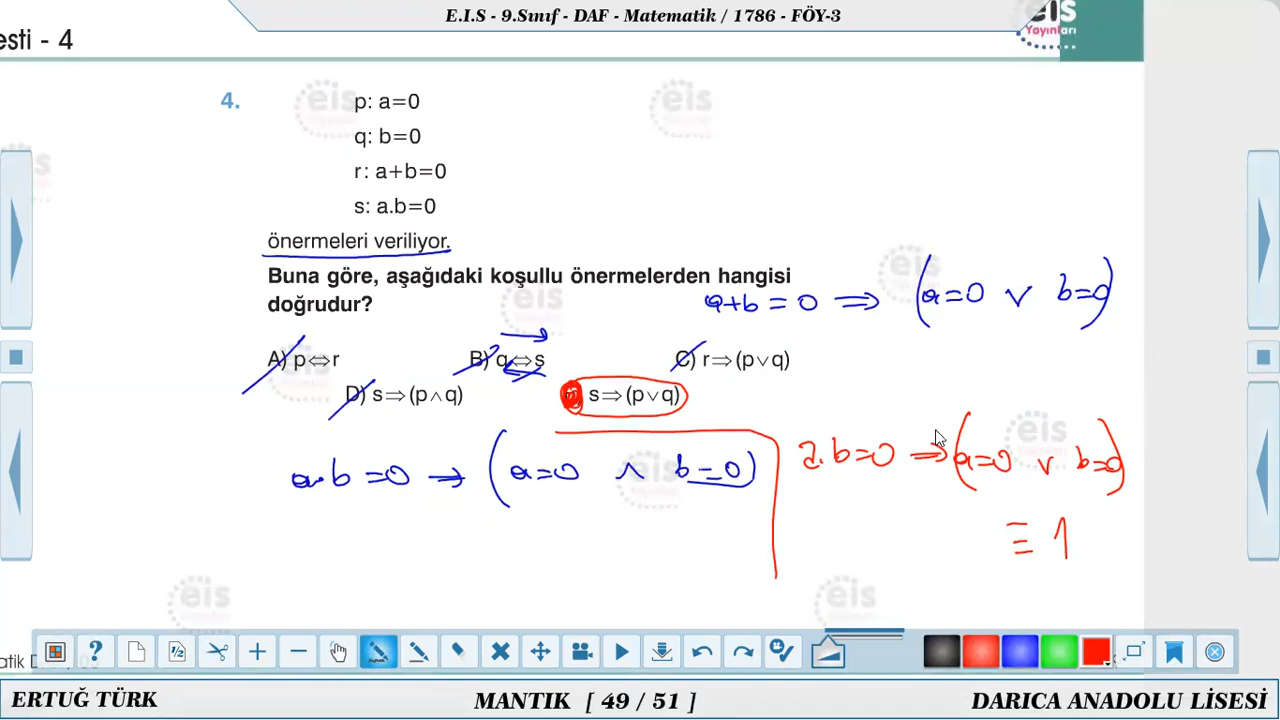 E.I.S - 9.Sınıf - DAF - Matematik / 1786 - FÖY-3
eis
Yayınları
esti - 4
4.
p: a=0
q: b=0
r: a+b=0
s: a.b=0
önermeleri veriliyor.
Buna göre, aşağıdaki koşullu önermelerden hangisi
doğrudur?
a+b = 0 ⇒ (a=0 ∨ b=0)
A) p⇔r B) q⇔s C) r⇒(p∨q)
D) s⇒(p∧q) s⇒(p∨q)
a.b=0 ⇒ (a=0 ∨ b=0)
a.b =0 ⇒ (a=0 ∧ b=0)
≡ 1
ERTUĞ TÜRK MANTIK [ 49 / 51 ] DARICA ANADOLU LİSESİ